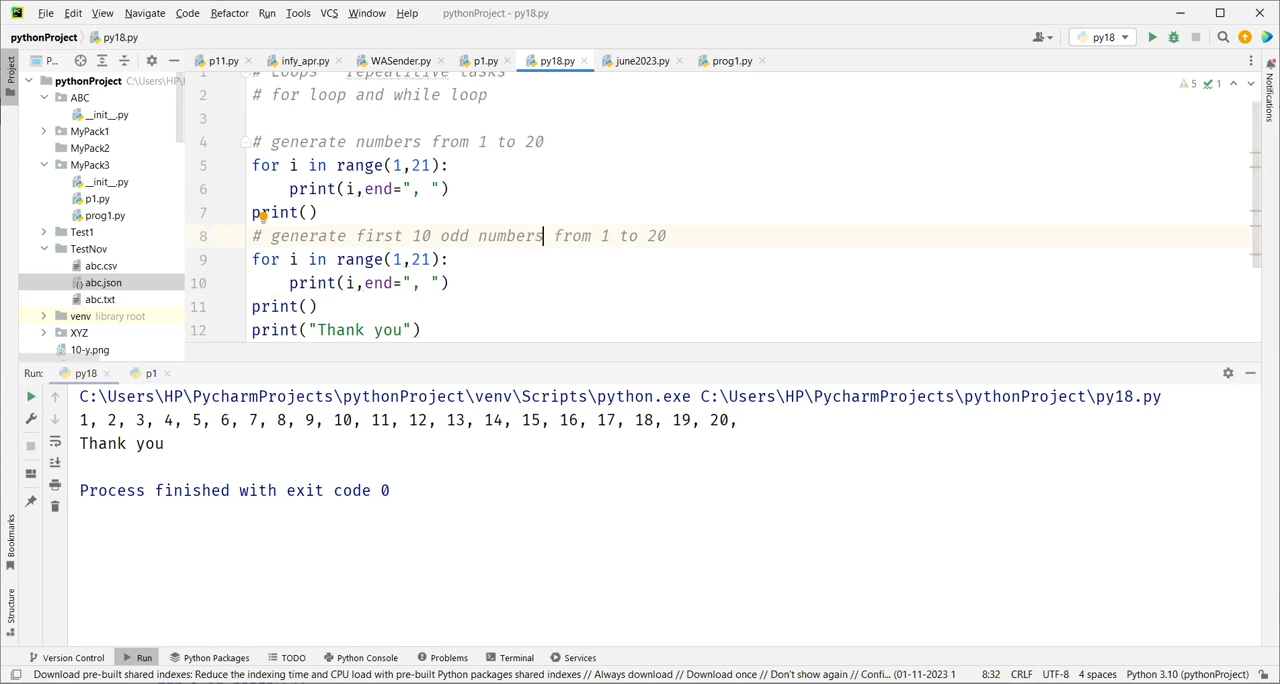 File Edit View Navigate Code Refactor Run Tools VCS Window Help pythonProject - py18.py
pythonProject py18.py py18
P... p11.py infy_apr.py WASender.py p1.py py18.py june2023.py prog1.py
Project
Notifications
Bookmarks
Structure
pythonProject C:\Users\HP\
ABC
__init__.py
MyPack1
MyPack2
MyPack3
__init__.py
p1.py
prog1.py
Test1
TestNov
abc.csv
abc.json
abc.txt
venv library root
XYZ
10-y.png
5 1
1 # Loops - repeatitive tasks
2 # for loop and while loop
3
4 # generate numbers from 1 to 20
5 for i in range(1,21):
6 print(i,end=", ")
7 print()
8 # generate first 10 odd numbers from 1 to 20
9 for i in range(1,21):
10 print(i,end=", ")
11 print()
12 print("Thank you")
Run: py18 p1
C:\Users\HP\PycharmProjects\pythonProject\venv\Scripts\python.exe C:\Users\HP\PycharmProjects\pythonProject\py18.py
1, 2, 3, 4, 5, 6, 7, 8, 9, 10, 11, 12, 13, 14, 15, 16, 17, 18, 19, 20,
Thank you
Process finished with exit code 0
Version Control Run Python Packages TODO Python Console Problems Terminal Services
Download pre-built shared indexes: Reduce the indexing time and CPU load with pre-built Python packages shared indexes // Always download // Download once // Don't show again // Confi... (01-11-2023 1 8:32 CRLF UTF-8 4 spaces Python 3.10 (pythonProject)